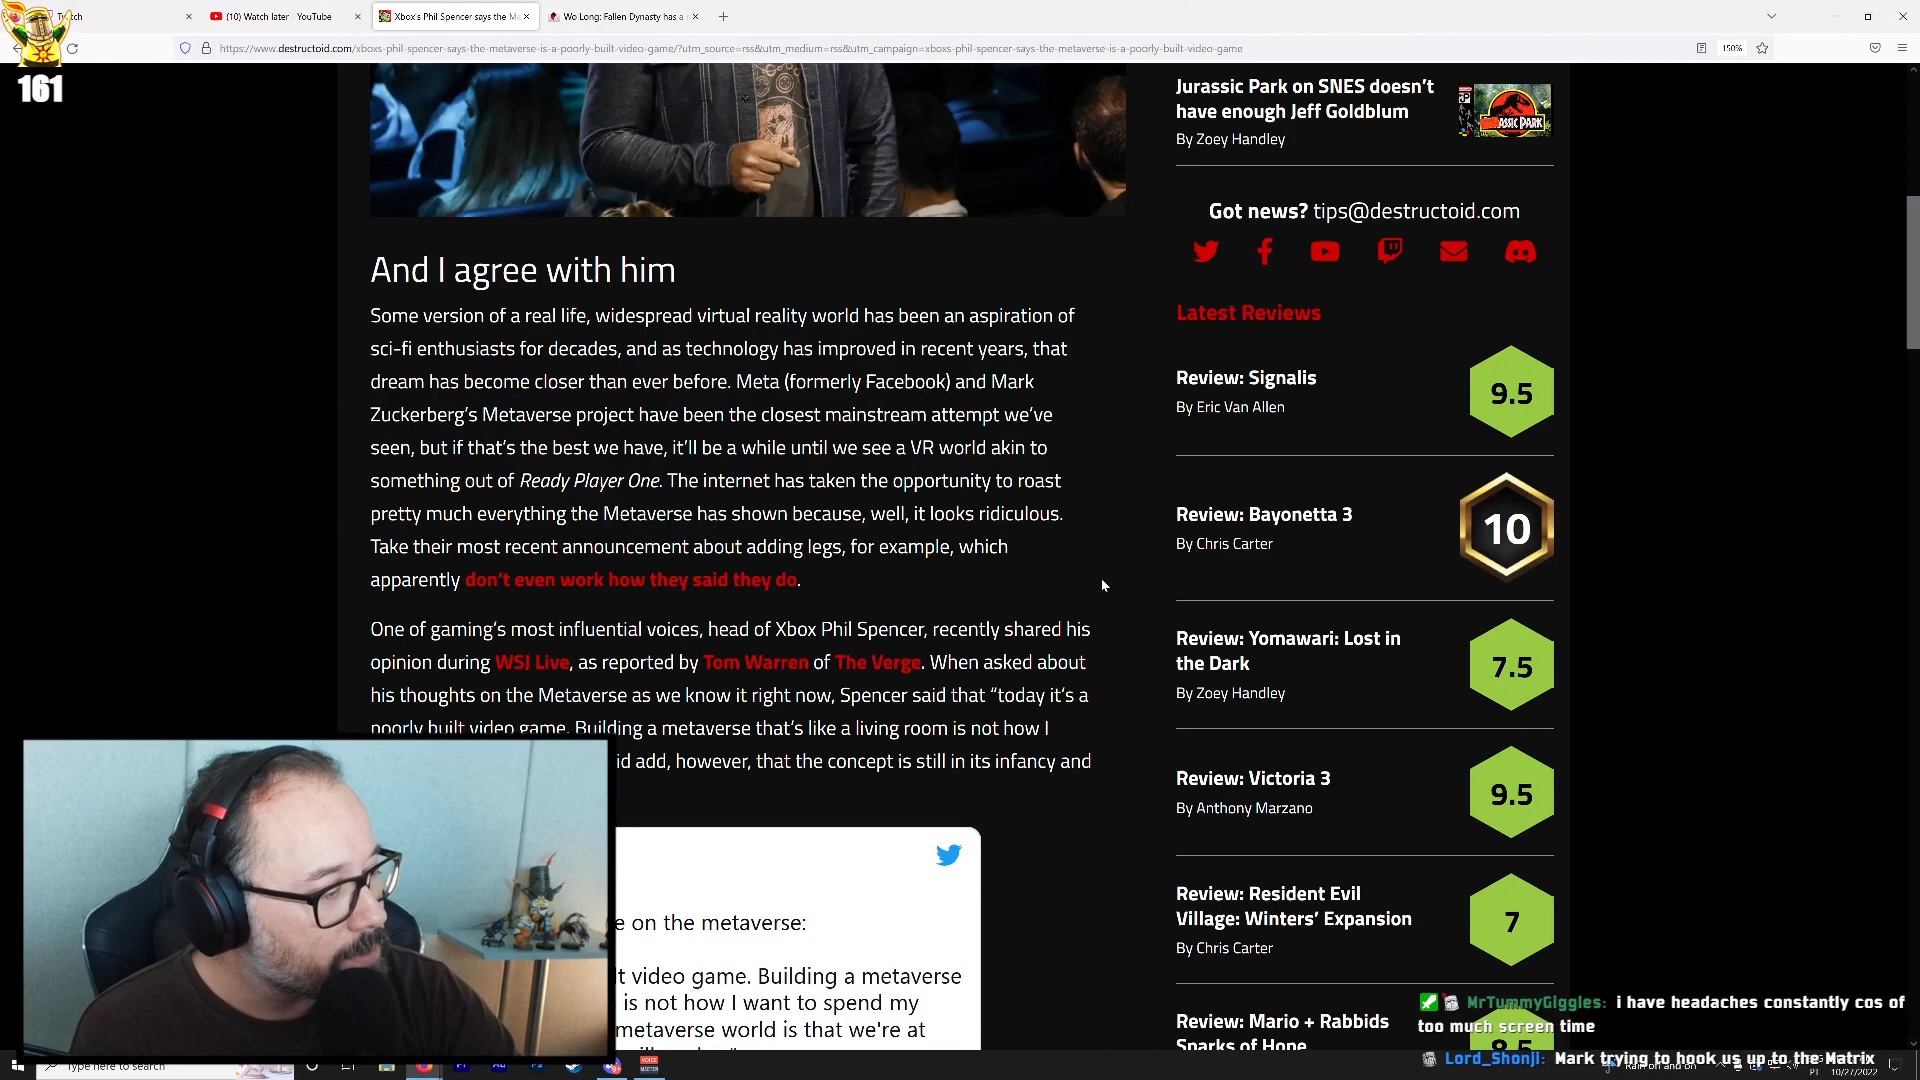 Twitch
(10) Watch later - YouTube
Xbox's Phil Spencer says the Me
Wo Long: Fallen Dynasty has a
https://www.destructoid.com/xboxs-phil-spencer-says-the-metaverse-is-a-poorly-built-video-game/?utm_source=rss&utm_medium=rss&utm_campaign=xboxs-phil-spencer-says-the-metaverse-is-a-poorly-built-video-game
150%
161
Jurassic Park on SNES doesn't
have enough Jeff Goldblum
By Zoey Handley
JURASSIC PARK
Got news? tips@destructoid.com
And I agree with him
Some version of a real life, widespread virtual reality world has been an aspiration of
sci-fi enthusiasts for decades, and as technology has improved in recent years, that
dream has become closer than ever before. Meta (formerly Facebook) and Mark
Zuckerberg's Metaverse project have been the closest mainstream attempt we've
seen, but if that's the best we have, it'll be a while until we see a VR world akin to
something out of Ready Player One. The internet has taken the opportunity to roast
pretty much everything the Metaverse has shown because, well, it looks ridiculous.
Take their most recent announcement about adding legs, for example, which
apparently don't even work how they said they do.
One of gaming's most influential voices, head of Xbox Phil Spencer, recently shared his
opinion during WSJ Live, as reported by Tom Warren of The Verge. When asked about
his thoughts on the Metaverse as we know it right now, Spencer said that “today it's a
poorly built video game. Building a metaverse that's like a living room is not how I
id add, however, that the concept is still in its infancy and
e on the metaverse:
t video game. Building a metaverse
is not how I want to spend my
metaverse world is that we're at
Latest Reviews
Review: Signalis
By Eric Van Allen
9.5
Review: Bayonetta 3
By Chris Carter
10
Review: Yomawari: Lost in
the Dark
By Zoey Handley
7.5
Review: Victoria 3
By Anthony Marzano
9.5
Review: Resident Evil
Village: Winters' Expansion
By Chris Carter
7
Review: Mario + Rabbids
Sparks of Hope
8.5
MrTummyGiggles: i have headaches constantly cos of
too much screen time
Lord_Shonji: Mark trying to hook us up to the Matrix
Type here to search
VOICE
MEETER
Rain off and on
PT
10/27/2022